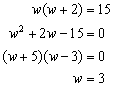 w(w+2) = 15
w² + 2w − 15 = 0
(w+5)(w−3) = 0
w = 3